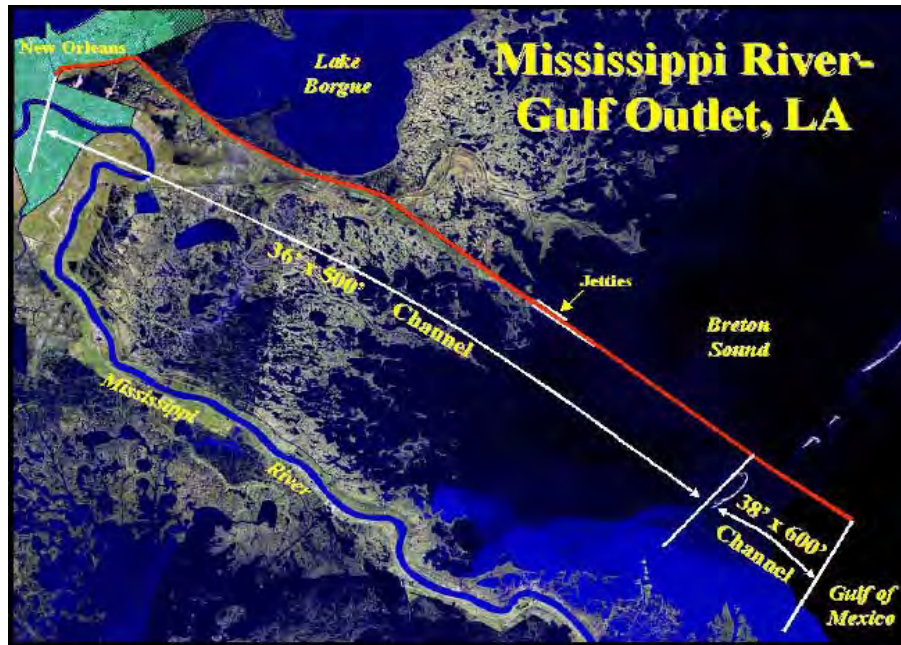 New Orleans
Lake
Borgne
Mississippi River-
Gulf Outlet, LA
36' x 500'
Channel
Jetties
Breton
Sound
Mississippi
River
38' x 600'
Channel
Gulf of
Mexico